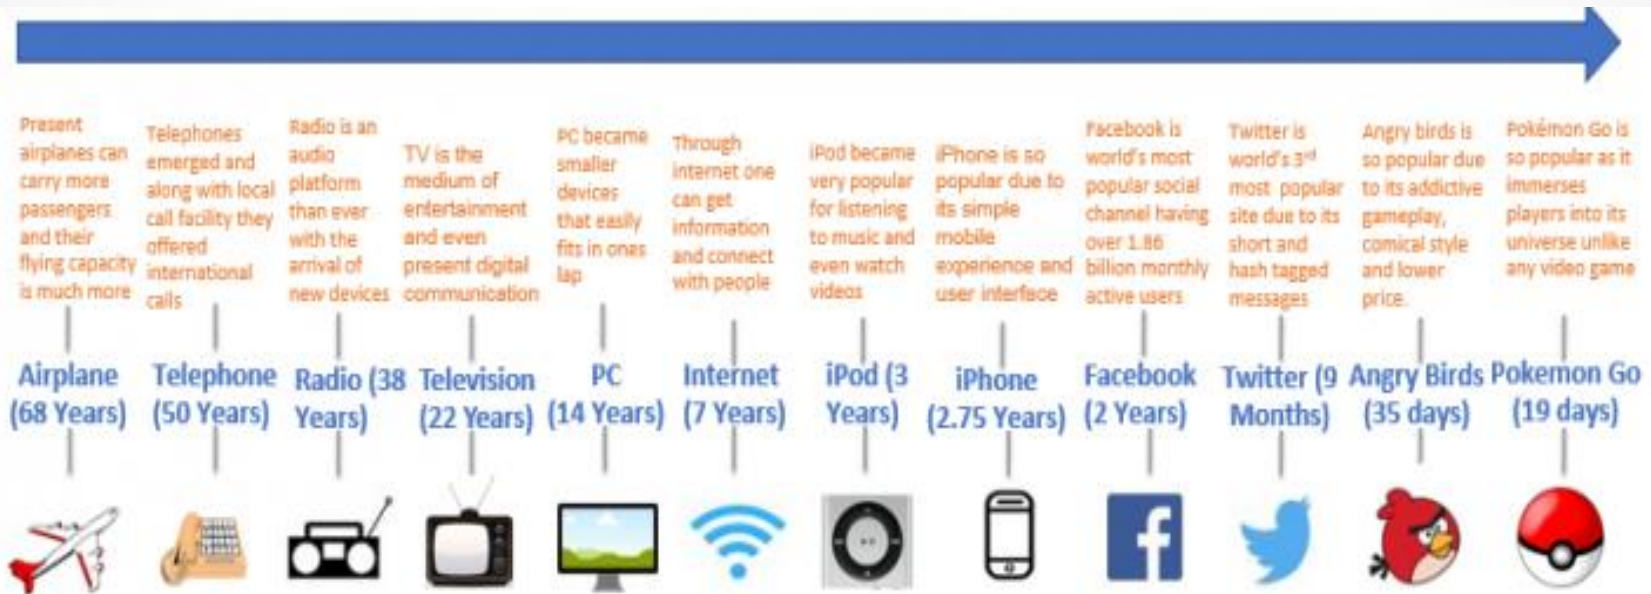 Present
airplanes can
carry more
passengers
and their
flying capacity
is much more
Telephones
emerged and
along with local
call facility they
offered
international
calls
Radio is an
audio
platform
than ever
with the
arrival of
new devices
TV is the
medium of
entertainment
and even
present digital
communication
PC became
smaller
devices
that easily
fits in ones
lap
Through
internet one
can get
information
and connect
with people
iPod became
very popular
for listening
to music and
even watch
videos
iPhone is so
popular due to
its simple
mobile
experience and
user interface
Facebook is
world's most
popular social
channel having
over 1.86
billion monthly
active users
Twitter is
world's 3rd
most popular
site due to its
short and
hash tagged
messages
Angry birds is
so popular due
to its addictive
gameplay,
comical style
and lower
price.
Pokémon Go is
so popular as it
immerses
players into its
universe unlike
any video game
Airplane
(68 Years)
Telephone
(50 Years)
Radio (38
Years)
Television
(22 Years)
PC
(14 Years)
Internet
(7 Years)
iPod (3
Years)
iPhone
(2.75 Years)
Facebook
(2 Years)
Twitter (9
Months)
Angry Birds
(35 days)
Pokemon Go
(19 days)